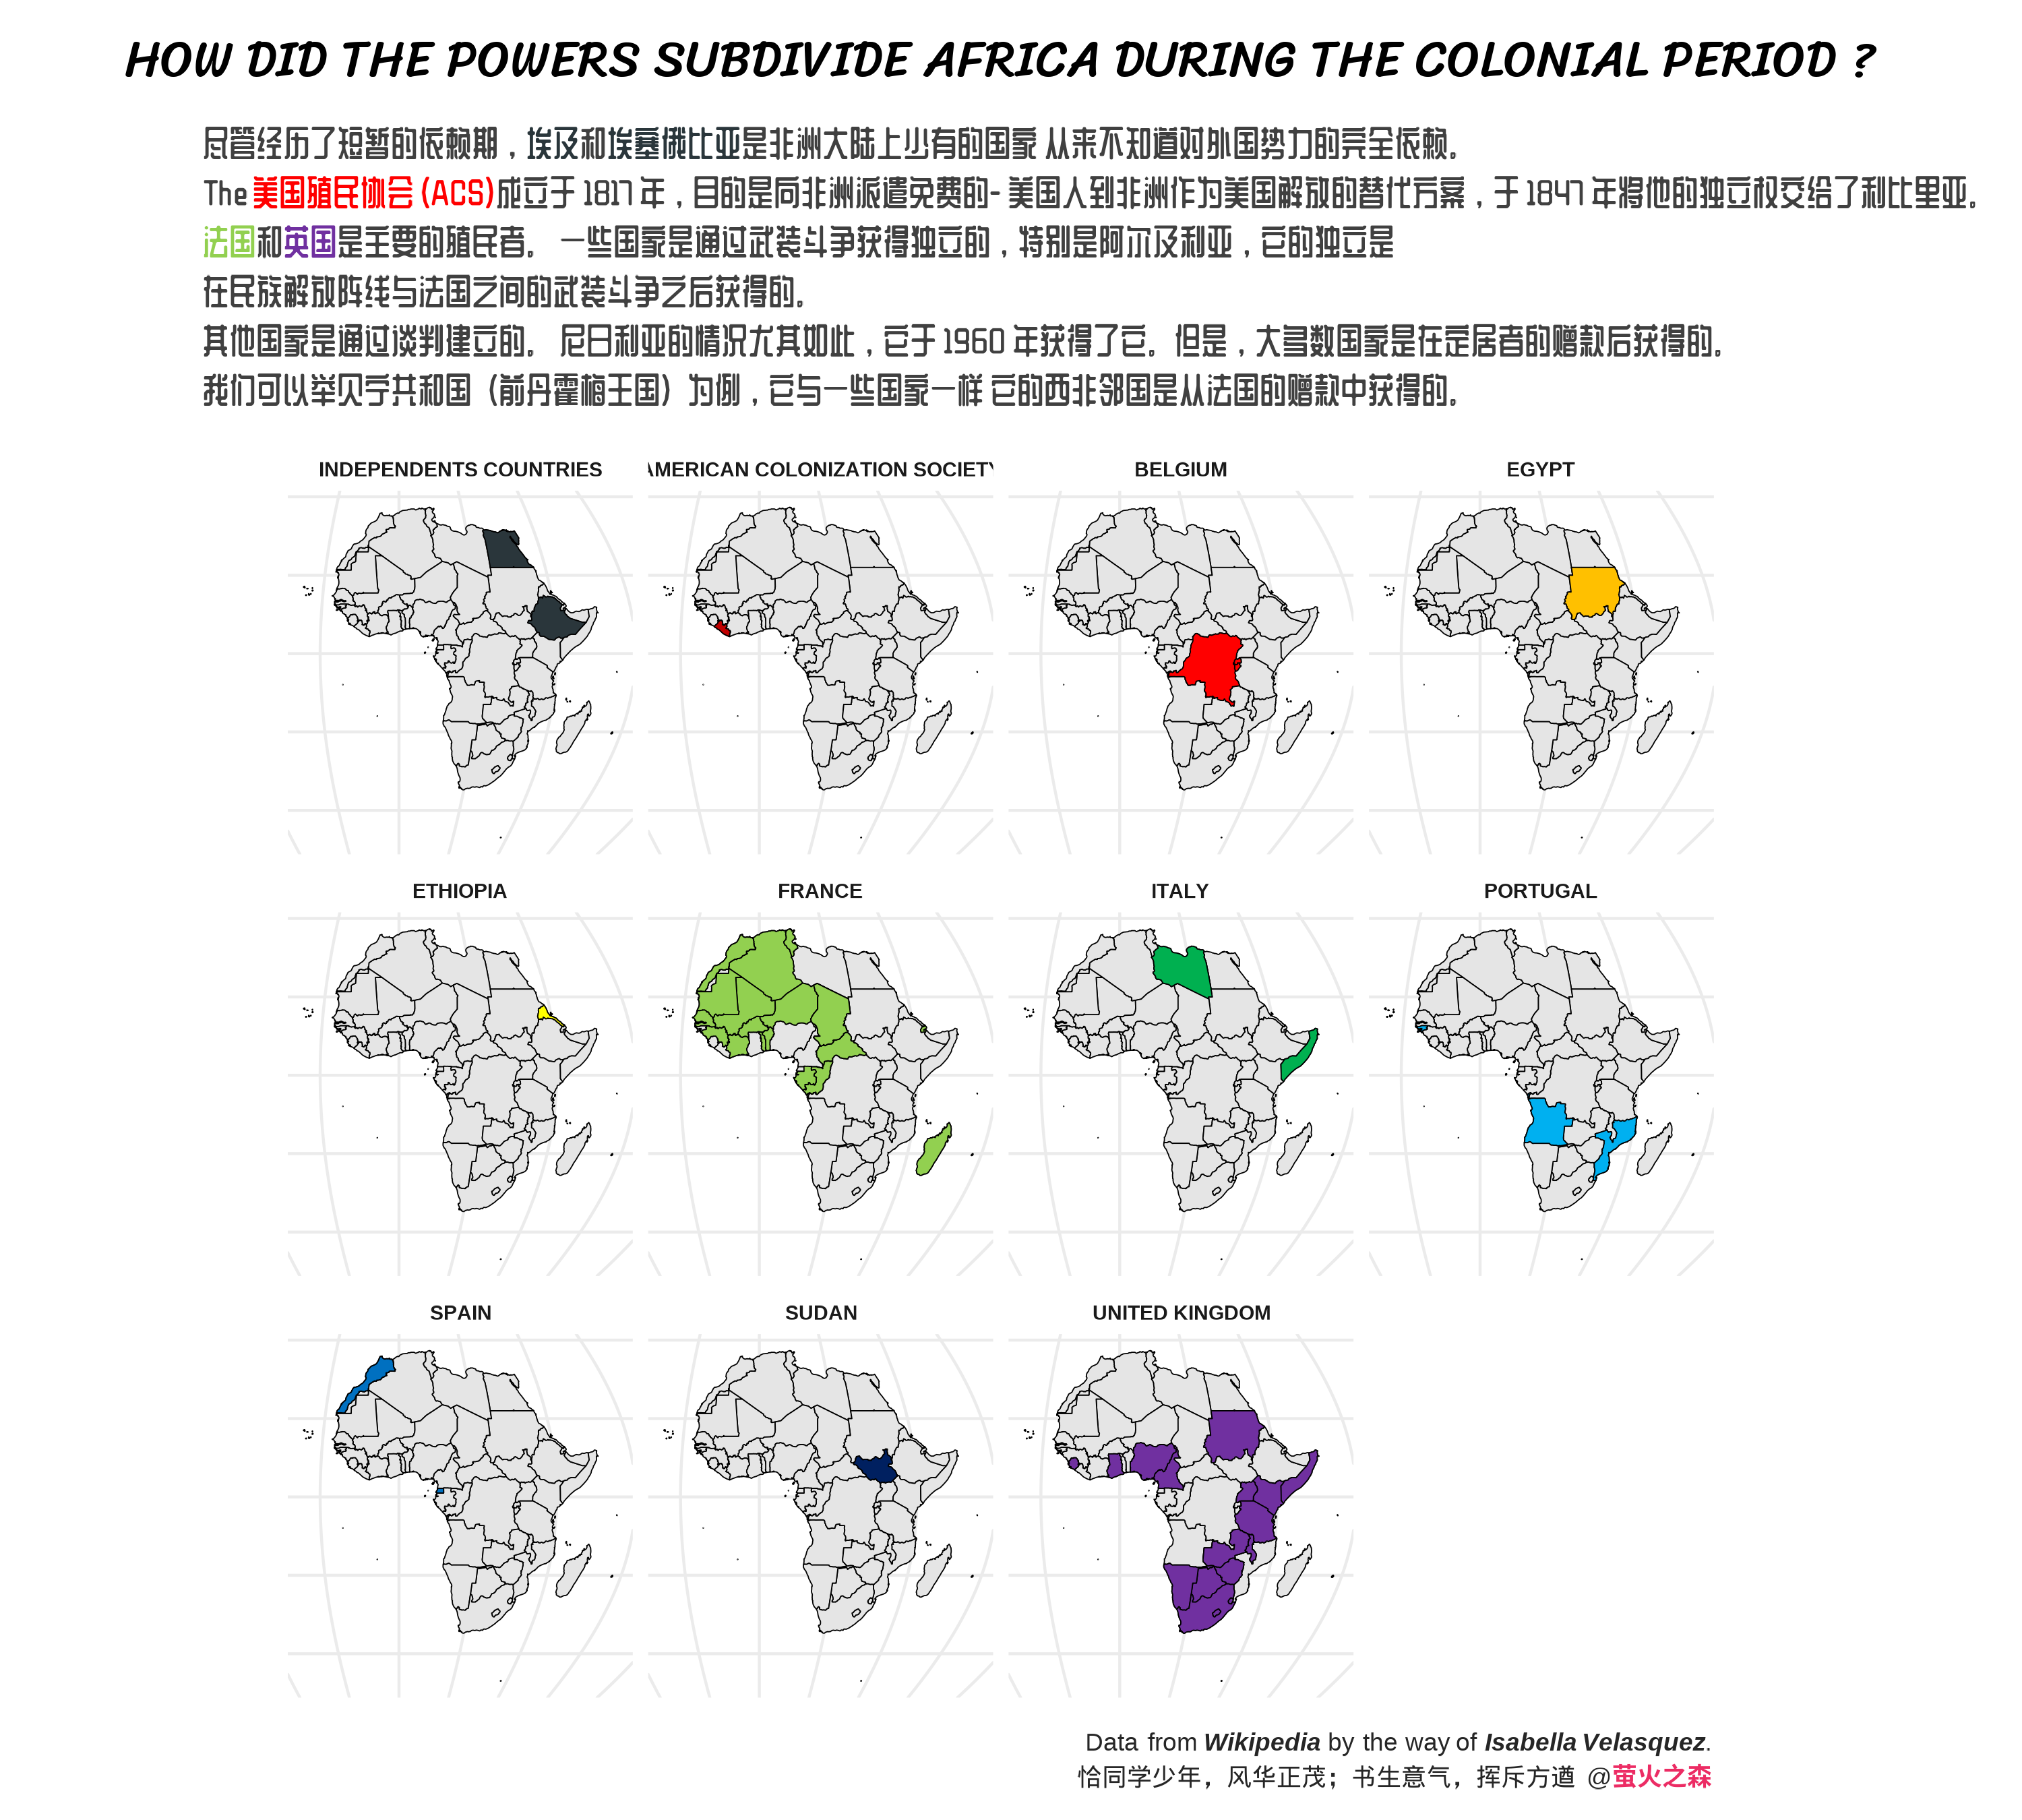 HOW DID THE POWERS SUBDIVIDE AFRICA DURING THE COLONIAL PERIOD ?
尽管经历了短暂的依赖期，埃及和埃塞俄比亚是非洲大陆上少有的国家 从来不知道对外国势力的完全依赖。
The 美国殖民协会 (ACS)成立于 1817 年，目的是向非洲派遣免费的- 美国人到非洲作为美国解放的替代方案，于 1847 年将他的独立权交给了利比里亚。
法国和英国是主要的殖民者。 一些国家是通过武装斗争获得独立的，特别是阿尔及利亚，它的独立是
在民族解放阵线与法国之间的武装斗争之后获得的。
其他国家是通过谈判建立的。 尼日利亚的情况尤其如此，它于 1960 年获得了它。但是，大多数国家是在定居者的赠款后获得的。
我们可以举贝宁共和国（前丹霍梅王国）为例，它与一些国家一样 它的西非邻国是从法国的赠款中获得的。
INDEPENDENTS COUNTRIES
AMERICAN COLONIZATION SOCIETY
BELGIUM
EGYPT
ETHIOPIA
FRANCE
ITALY
PORTUGAL
SPAIN
SUDAN
UNITED KINGDOM
Data from Wikipedia by the way of Isabella Velasquez.
恰同学少年，风华正茂；书生意气，挥斥方遒 @萤火之森